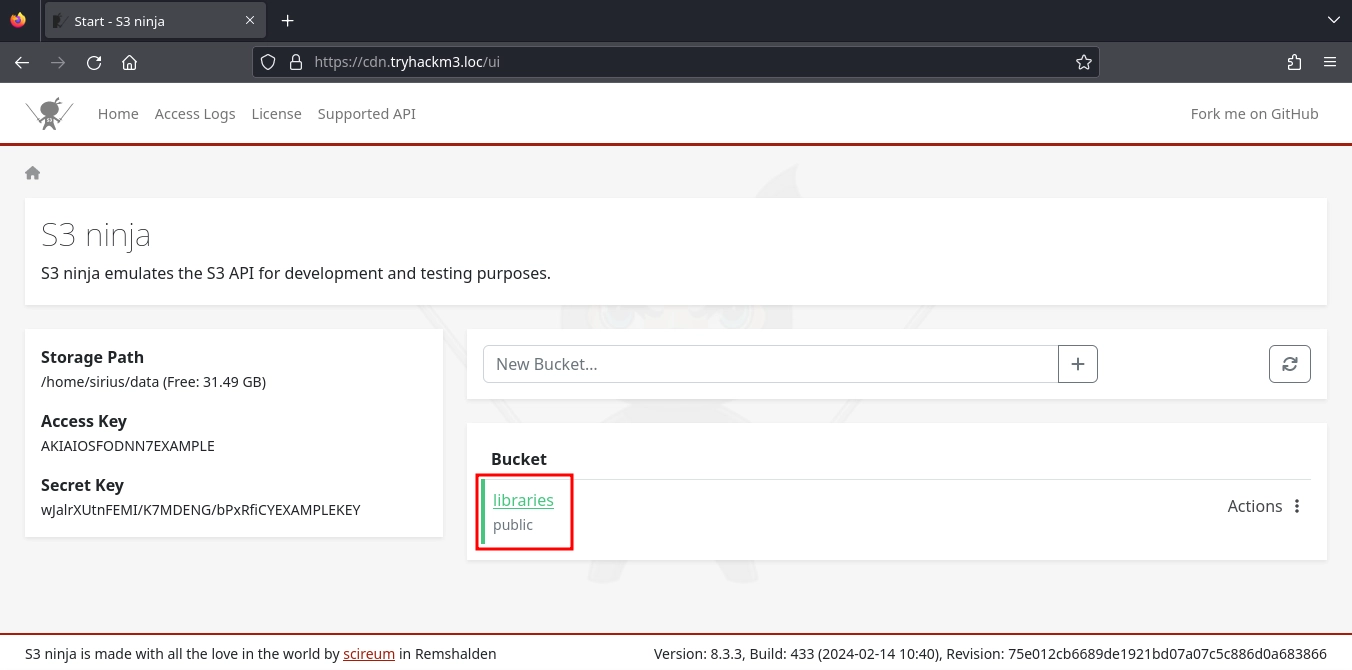 Start - S3 ninja
https://cdn.tryhackm3.loc/ui
Home Access Logs License Supported API Fork me on GitHub
S3 ninja
S3 ninja emulates the S3 API for development and testing purposes.
Storage Path
/home/sirius/data (Free: 31.49 GB)
Access Key
AKIAIOSFODNN7EXAMPLE
Secret Key
wJalrXUtnFEMI/K7MDENG/bPxRfiCYEXAMPLEKEY
New Bucket...
Bucket
libraries
public
Actions
S3 ninja is made with all the love in the world by scireum in Remshalden
Version: 8.3.3, Build: 433 (2024-02-14 10:40), Revision: 75e012cb6689de1921bd07a07c5c886d0a683866